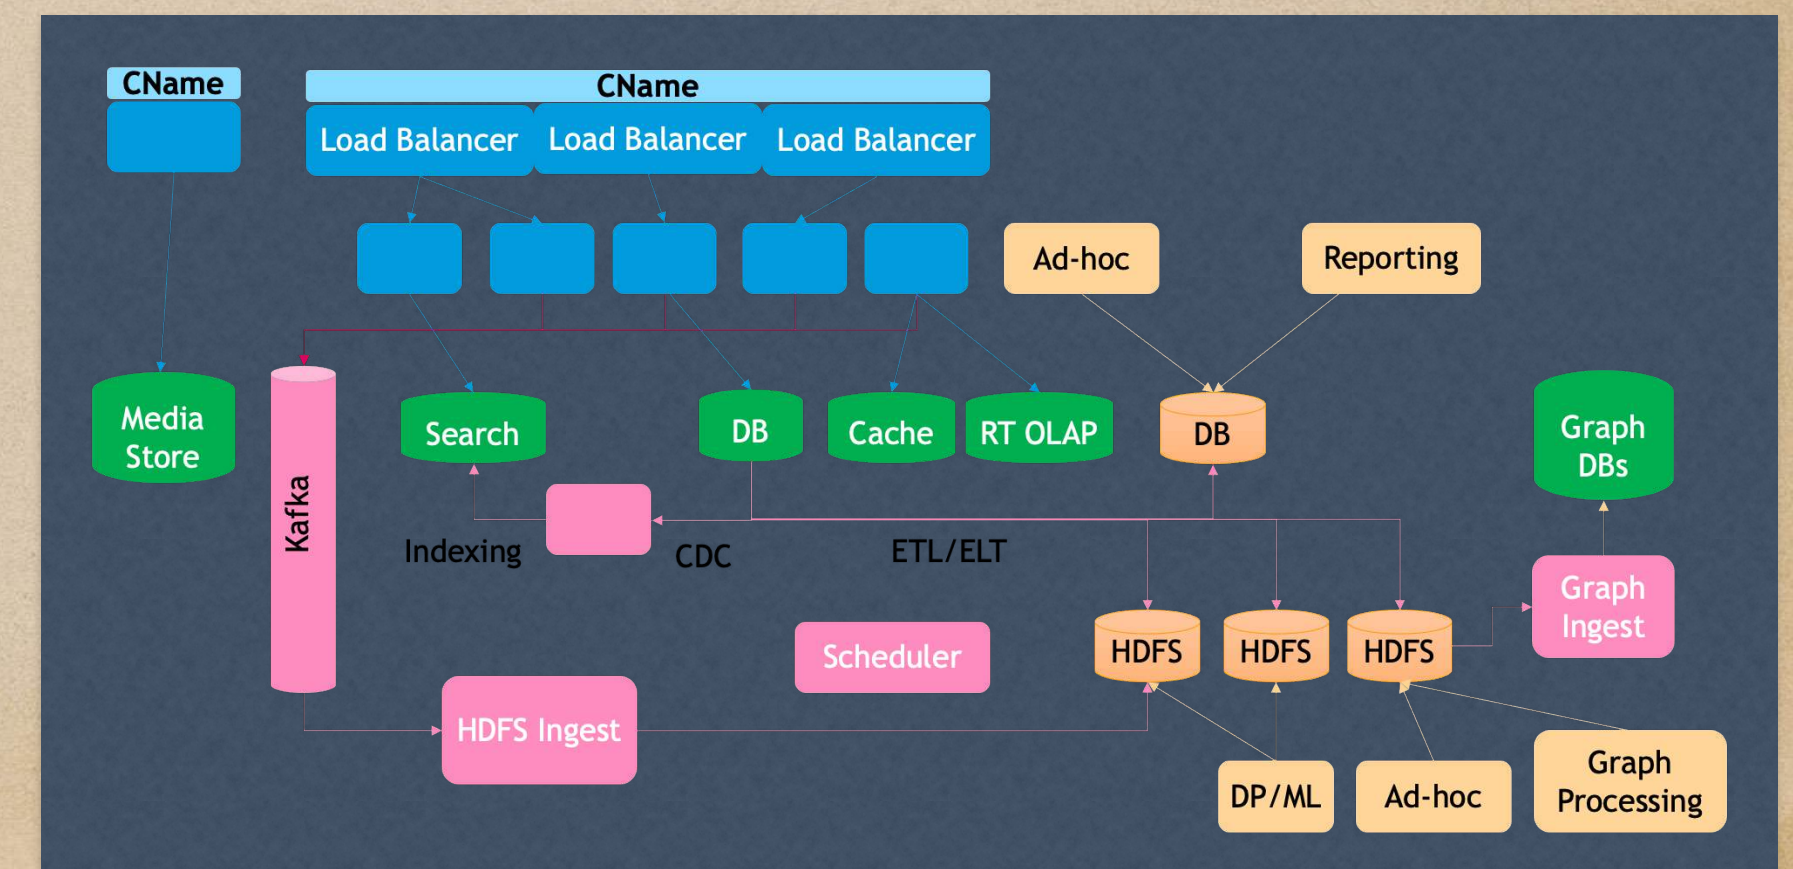 CName
CName
Load Balancer
Load Balancer
Load Balancer
Ad-hoc
Reporting
Media
Store
Kafka
Search
DB
Cache
RT OLAP
DB
Graph
DBs
Indexing
CDC
ETL/ELT
Graph
Ingest
Scheduler
HDFS
HDFS
HDFS
HDFS Ingest
DP/ML
Ad-hoc
Graph
Processing